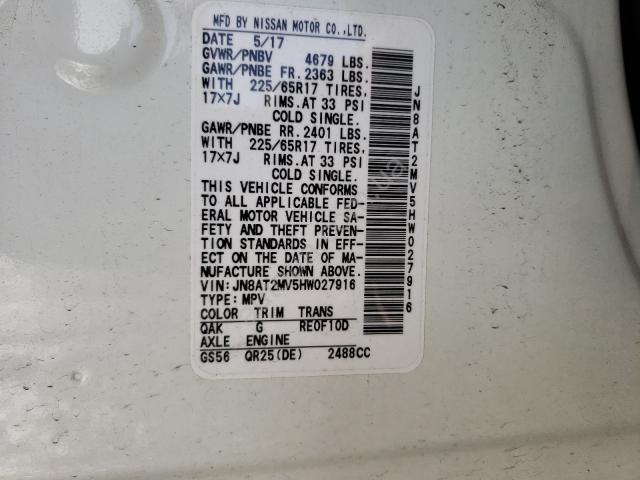 MFD BY NISSAN MOTOR CO.,LTD.
DATE 5/17
GVWR/PNBV 4679 LBS.
GAWR/PNBE FR. 2363 LBS.
WITH 225/65R17 TIRES,
17X7J RIMS.AT 33 PSI
COLD SINGLE.
GAWR/PNBE RR. 2401 LBS.
WITH 225/65R17 TIRES,
17X7J RIMS.AT 33 PSI
COLD SINGLE.
THIS VEHICLE CONFORMS
TO ALL APPLICABLE FED-
ERAL MOTOR VEHICLE SA-
FETY AND THEFT PREVEN-
TION STANDARDS IN EFF-
ECT ON THE DATE OF MA-
NUFACTURE SHOWN ABOVE.
VIN:JN8AT2MV5HW027916
TYPE:MPV
COLOR TRIM TRANS
QAK G RE0F10D
AXLE ENGINE
GS56 QR25(DE) 2488CC
JN8AT2MV5HW027916